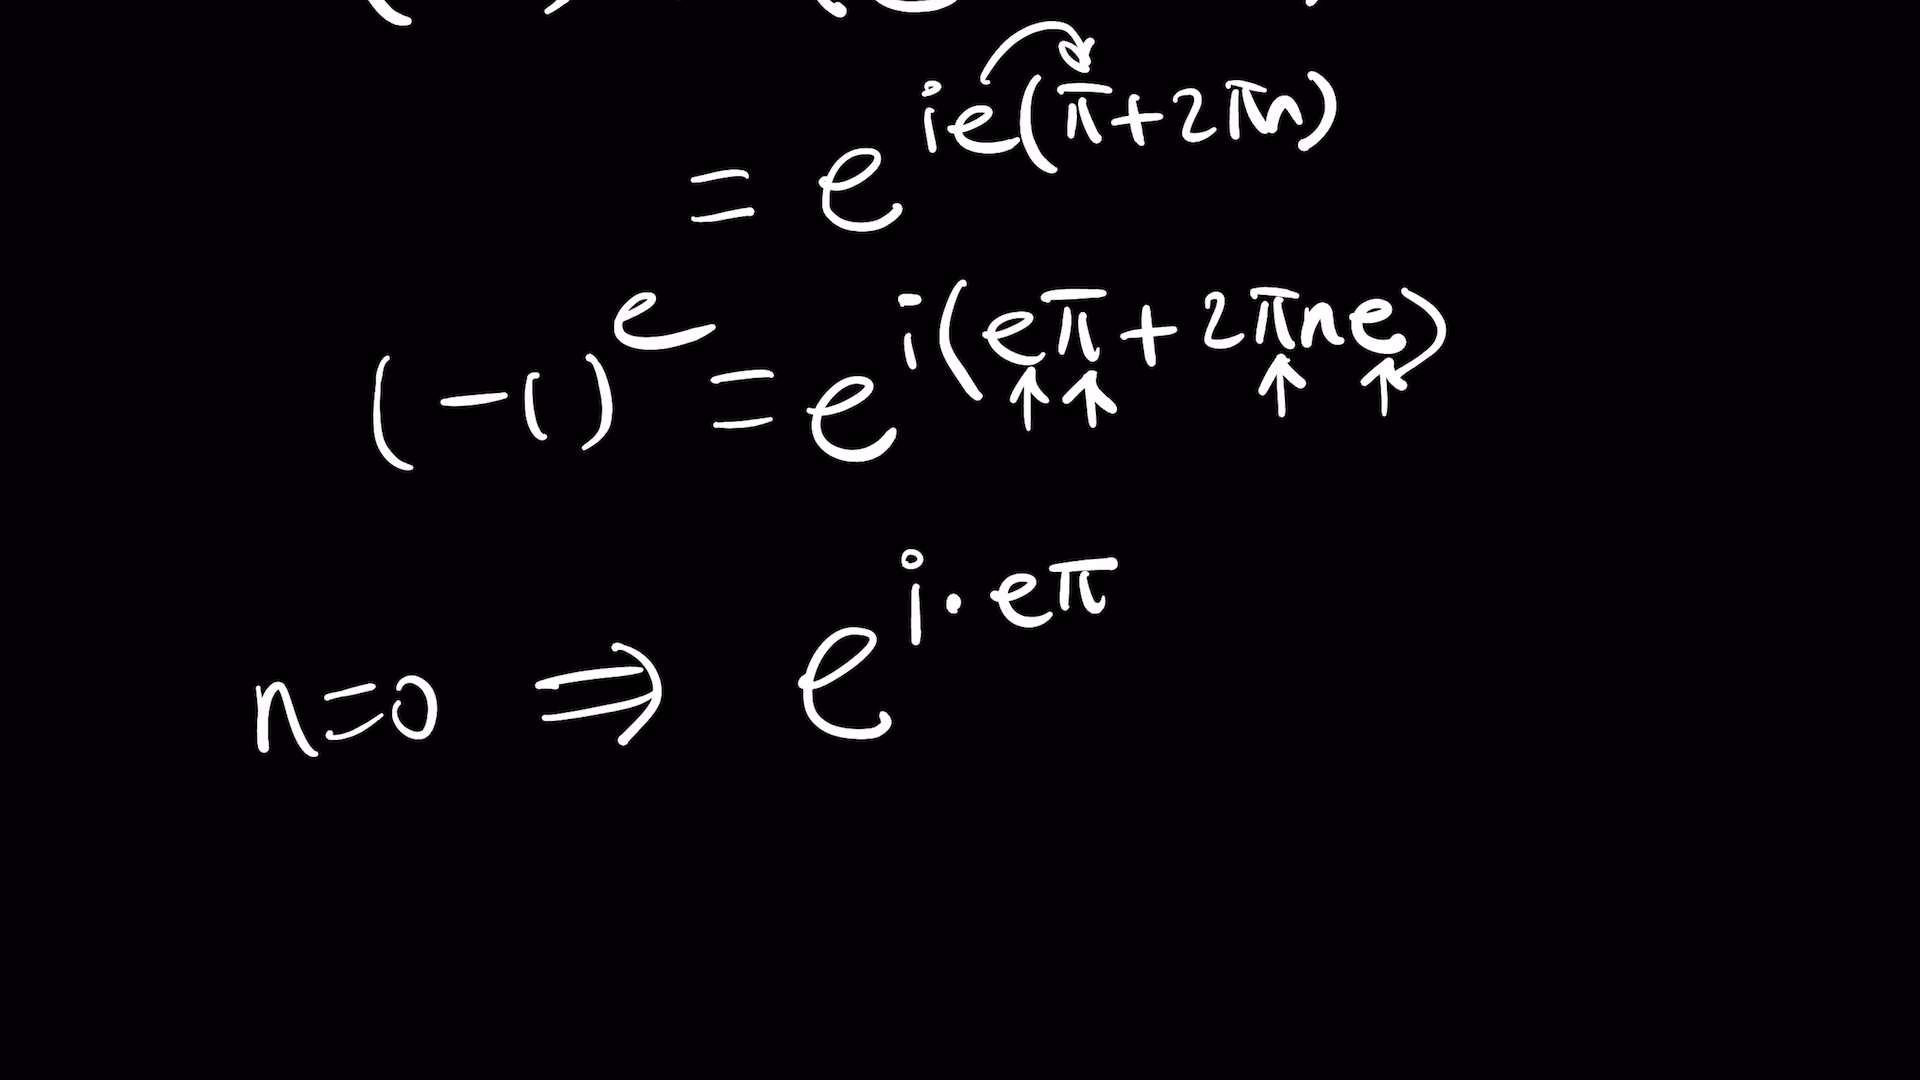 = e^{ie(π+2πn)}
(-1)^e = e^{i(eπ+2πne)}
n=0 ⇒ e^{i·eπ}